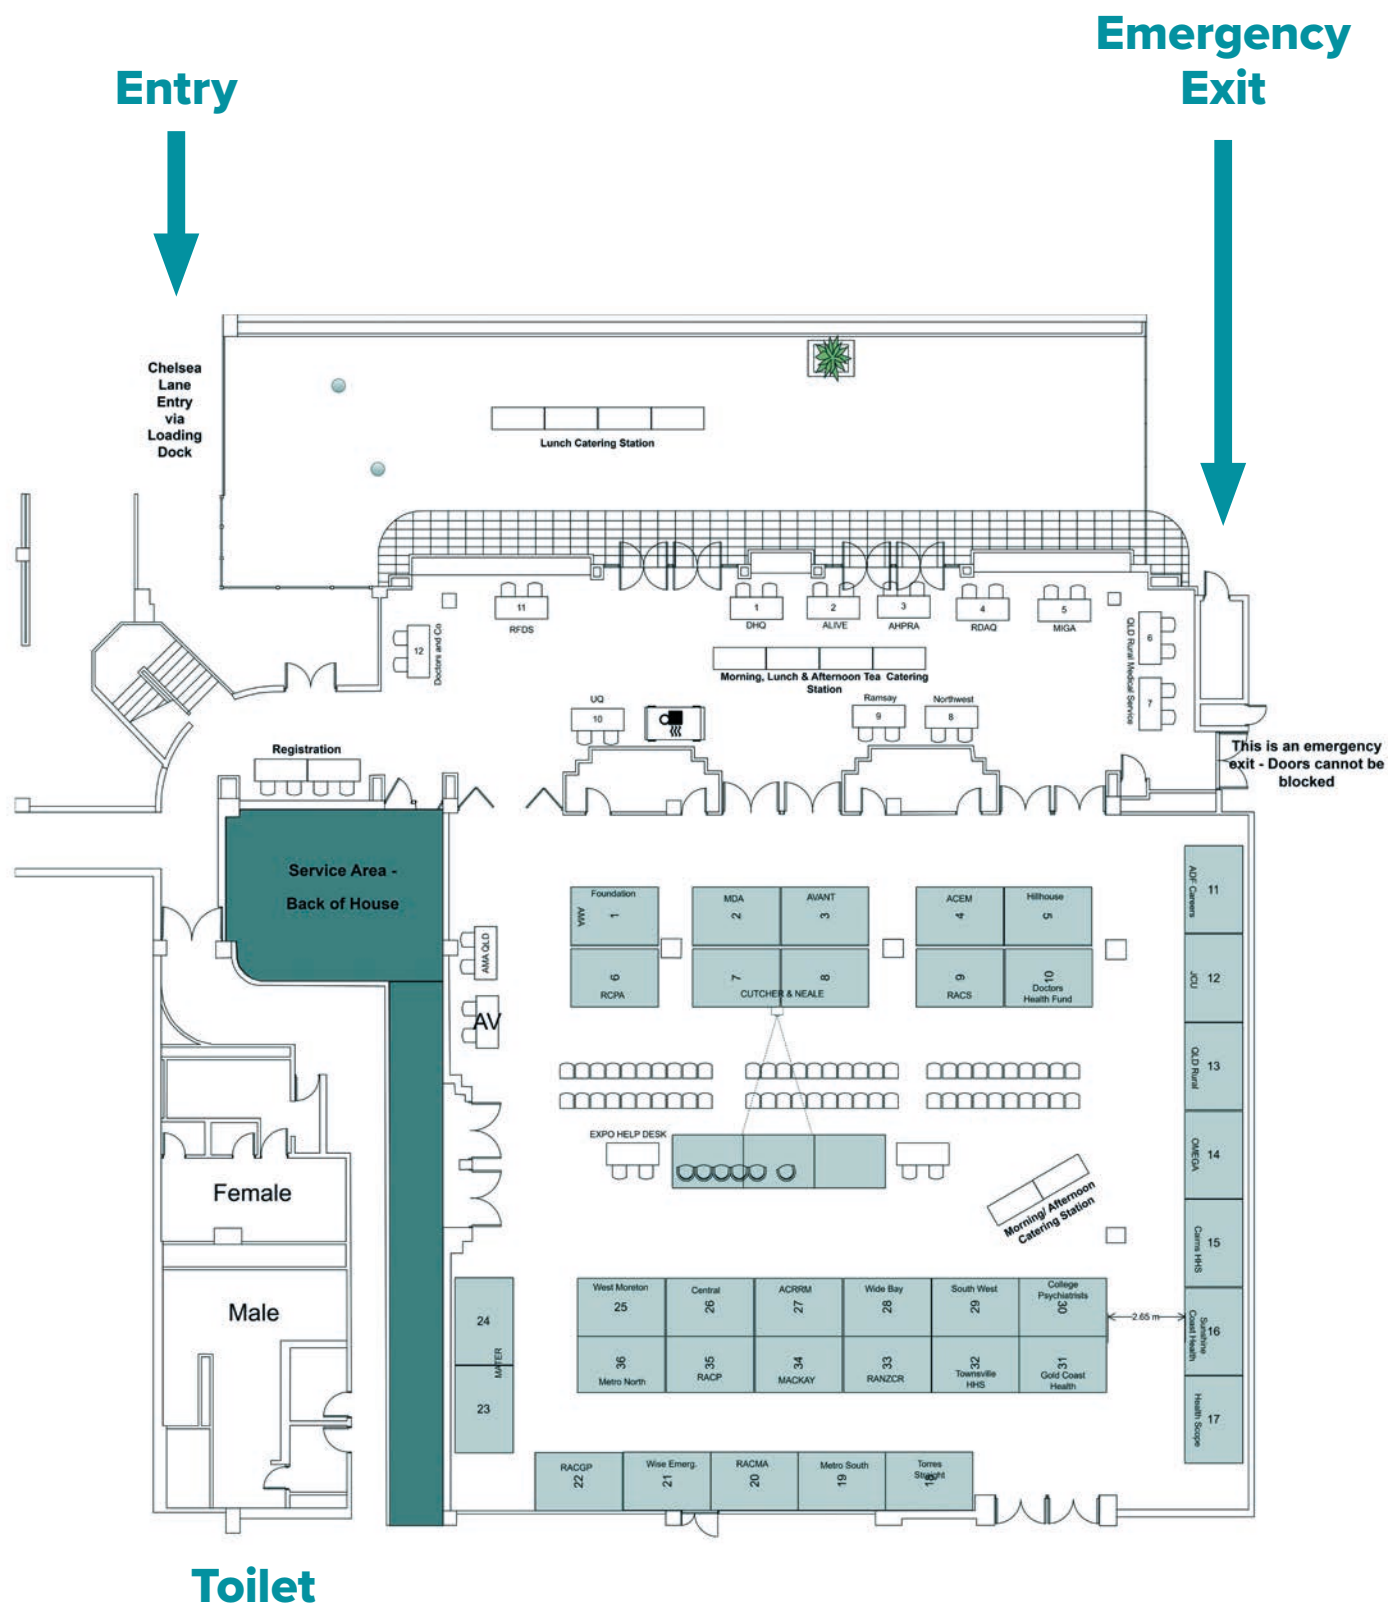 Emergency
Exit
Entry
Chelsea
Lane
Entry
via
Loading
Dock
Lunch Catering Station
11
RFDS
1
DHQ
2
ALIVE
3
AHPRA
4
RDAQ
5
MIGA
6
QLD Rural Medical Service
7
12
Doctors and Co
Morning, Lunch & Afternoon Tea Catering
Station
UQ
10
Ramsay
9
Northwest
8
Registration
This is an emergency
exit - Doors cannot be
blocked
Service Area -
Back of House
AMA QLD
AV
Foundation
AMA
1
MDA
2
AVANT
3
ACEM
4
Hillhouse
5
6
RCPA
7
8
CUTCHER & NEALE
9
RACS
10
Doctors
Health Fund
ADF Careers
11
JCU
12
QLD Rural
13
OMEGA
14
Cairns HHS
15
Sunshine
Coast Health
16
Health Scope
17
EXPO HELP DESK
Morning/ Afternoon
Catering Station
Female
Male
24
MATER
23
West Moreton
25
Central
26
ACRRM
27
Wide Bay
28
South West
29
College
Psychiatrists
30
2.65 m
36
Metro North
35
RACP
34
MACKAY
33
RANZCR
32
Townsville
HHS
31
Gold Coast
Health
RACGP
22
Wise Emerg.
21
RACMA
20
Metro South
19
Torres
Straight
18
Toilet